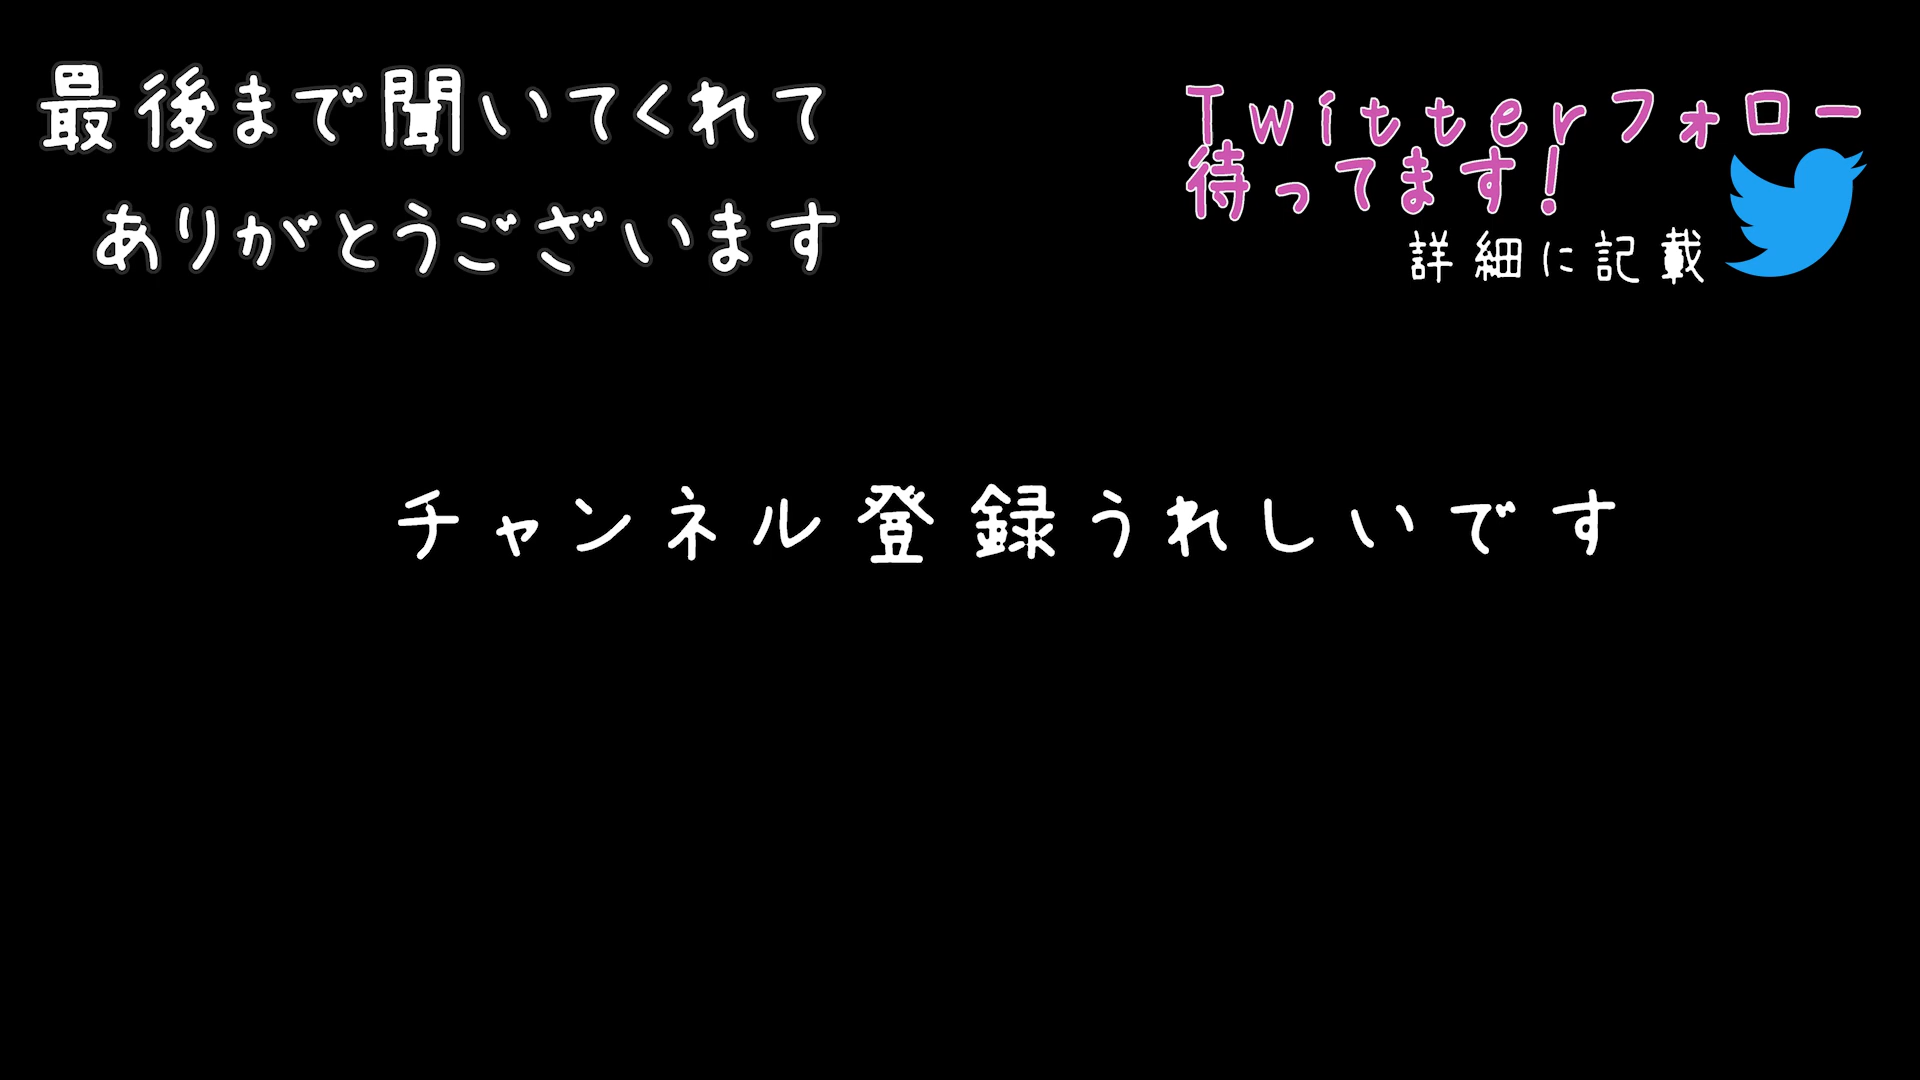 最後まで聞いてくれて
ありがとうございます
Twitterフォロー
待ってます!
詳細に記載
チャンネル登録うれしいです